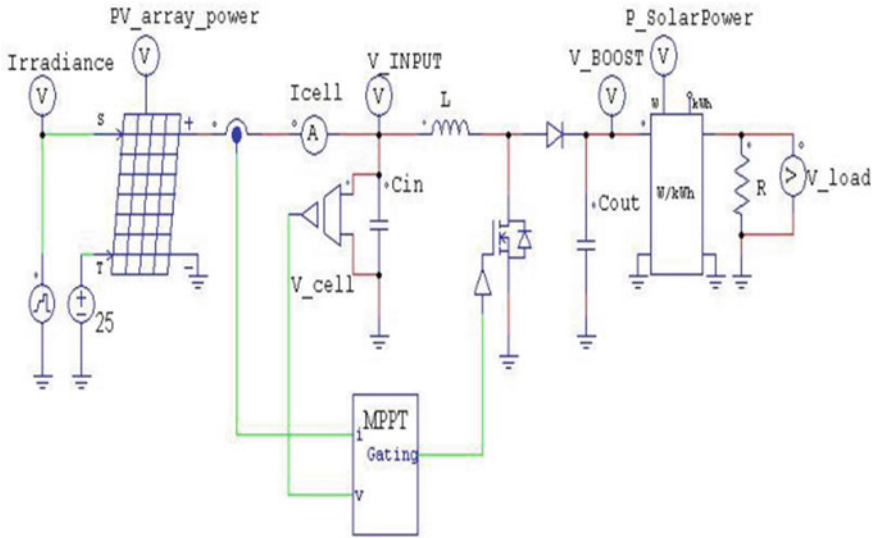 PV_array_power
P_SolarPower
Irradiance
V
V_INPUT
V_BOOST
V
V
Icell
V
V
V
L
W
kWh
S
+
A
Cin
Cout
W/kWh
R
V
V_load
T
-
V_cell
25
MPPT
i
Gating
V